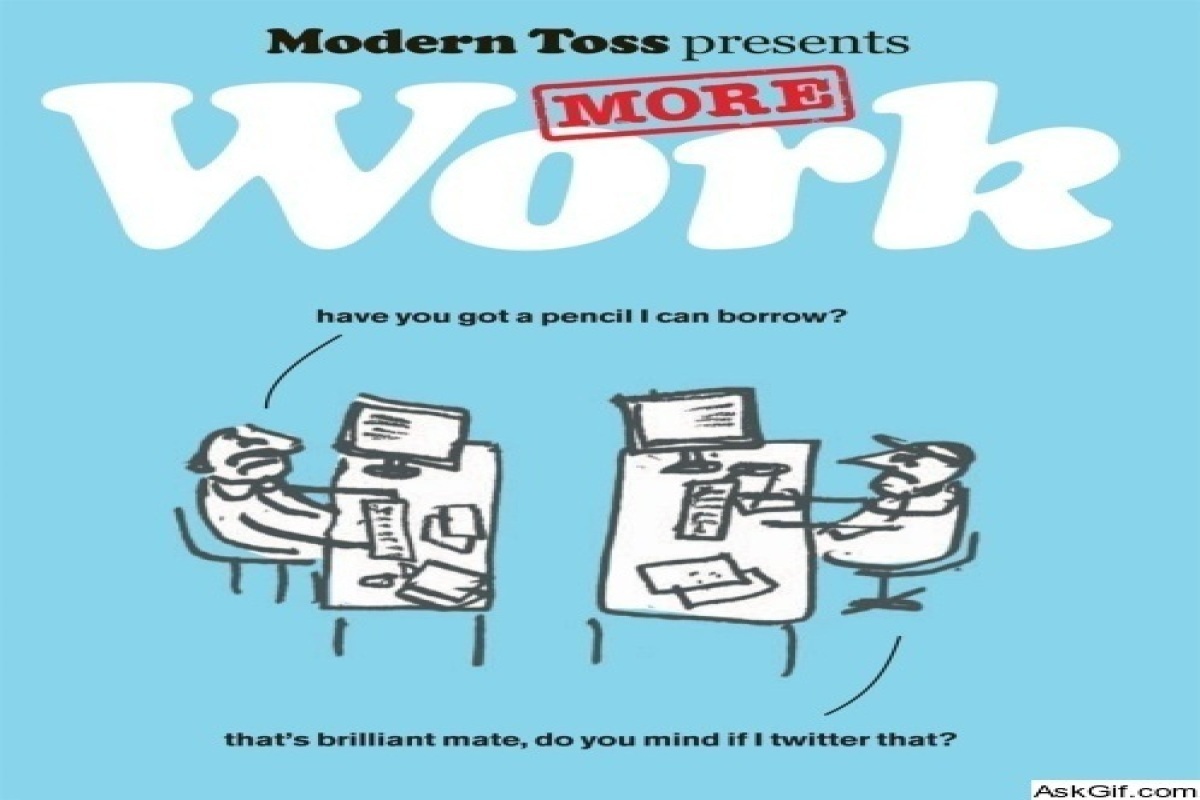 Modern Toss presents
MORE
Work
have you got a pencil I can borrow?
that's brilliant mate, do you mind if I twitter that?
AskGif.com